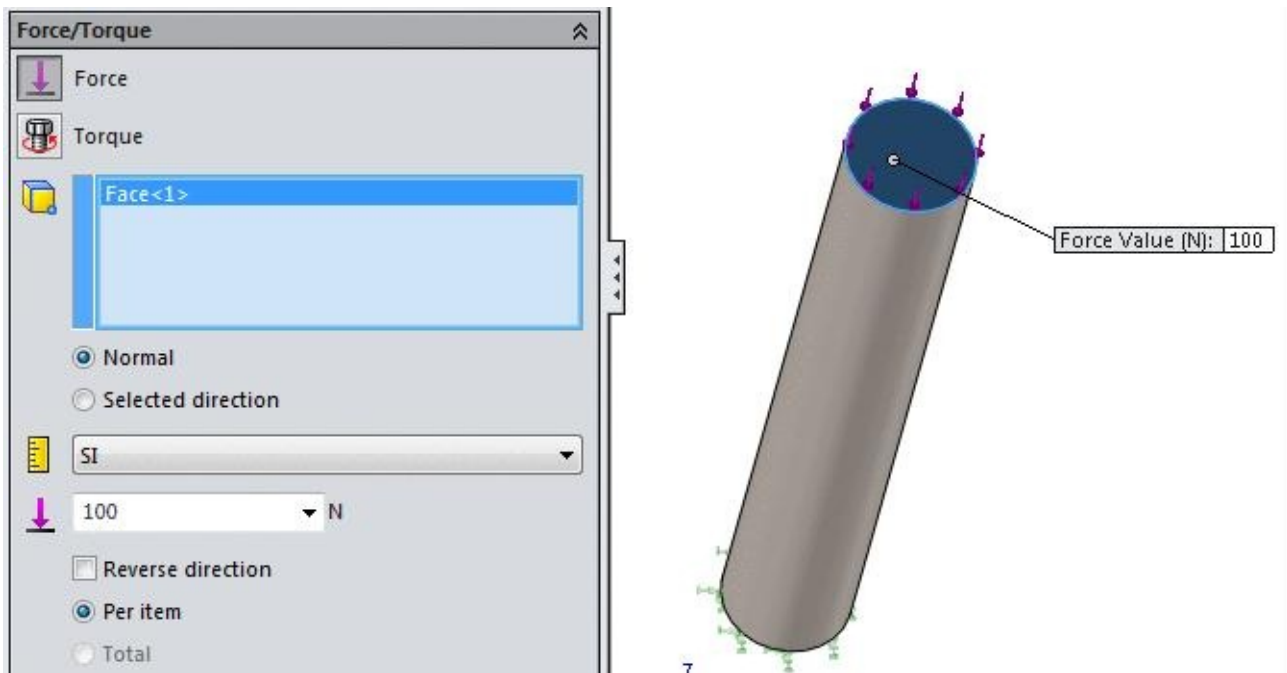 Force/Torque
Force
Torque
Face<1>
Normal
Selected direction
SI
100 N
Reverse direction
Per item
Total
Force Value (N): 100